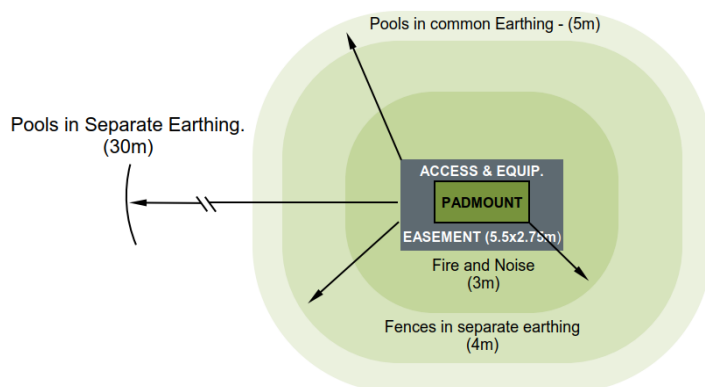 Pools in common Earthing - (5m)
Pools in Separate Earthing.
(30m)
ACCESS & EQUIP.
PADMOUNT
EASEMENT (5.5x2.75m)
Fire and Noise
(3m)
Fences in separate earthing
(4m)